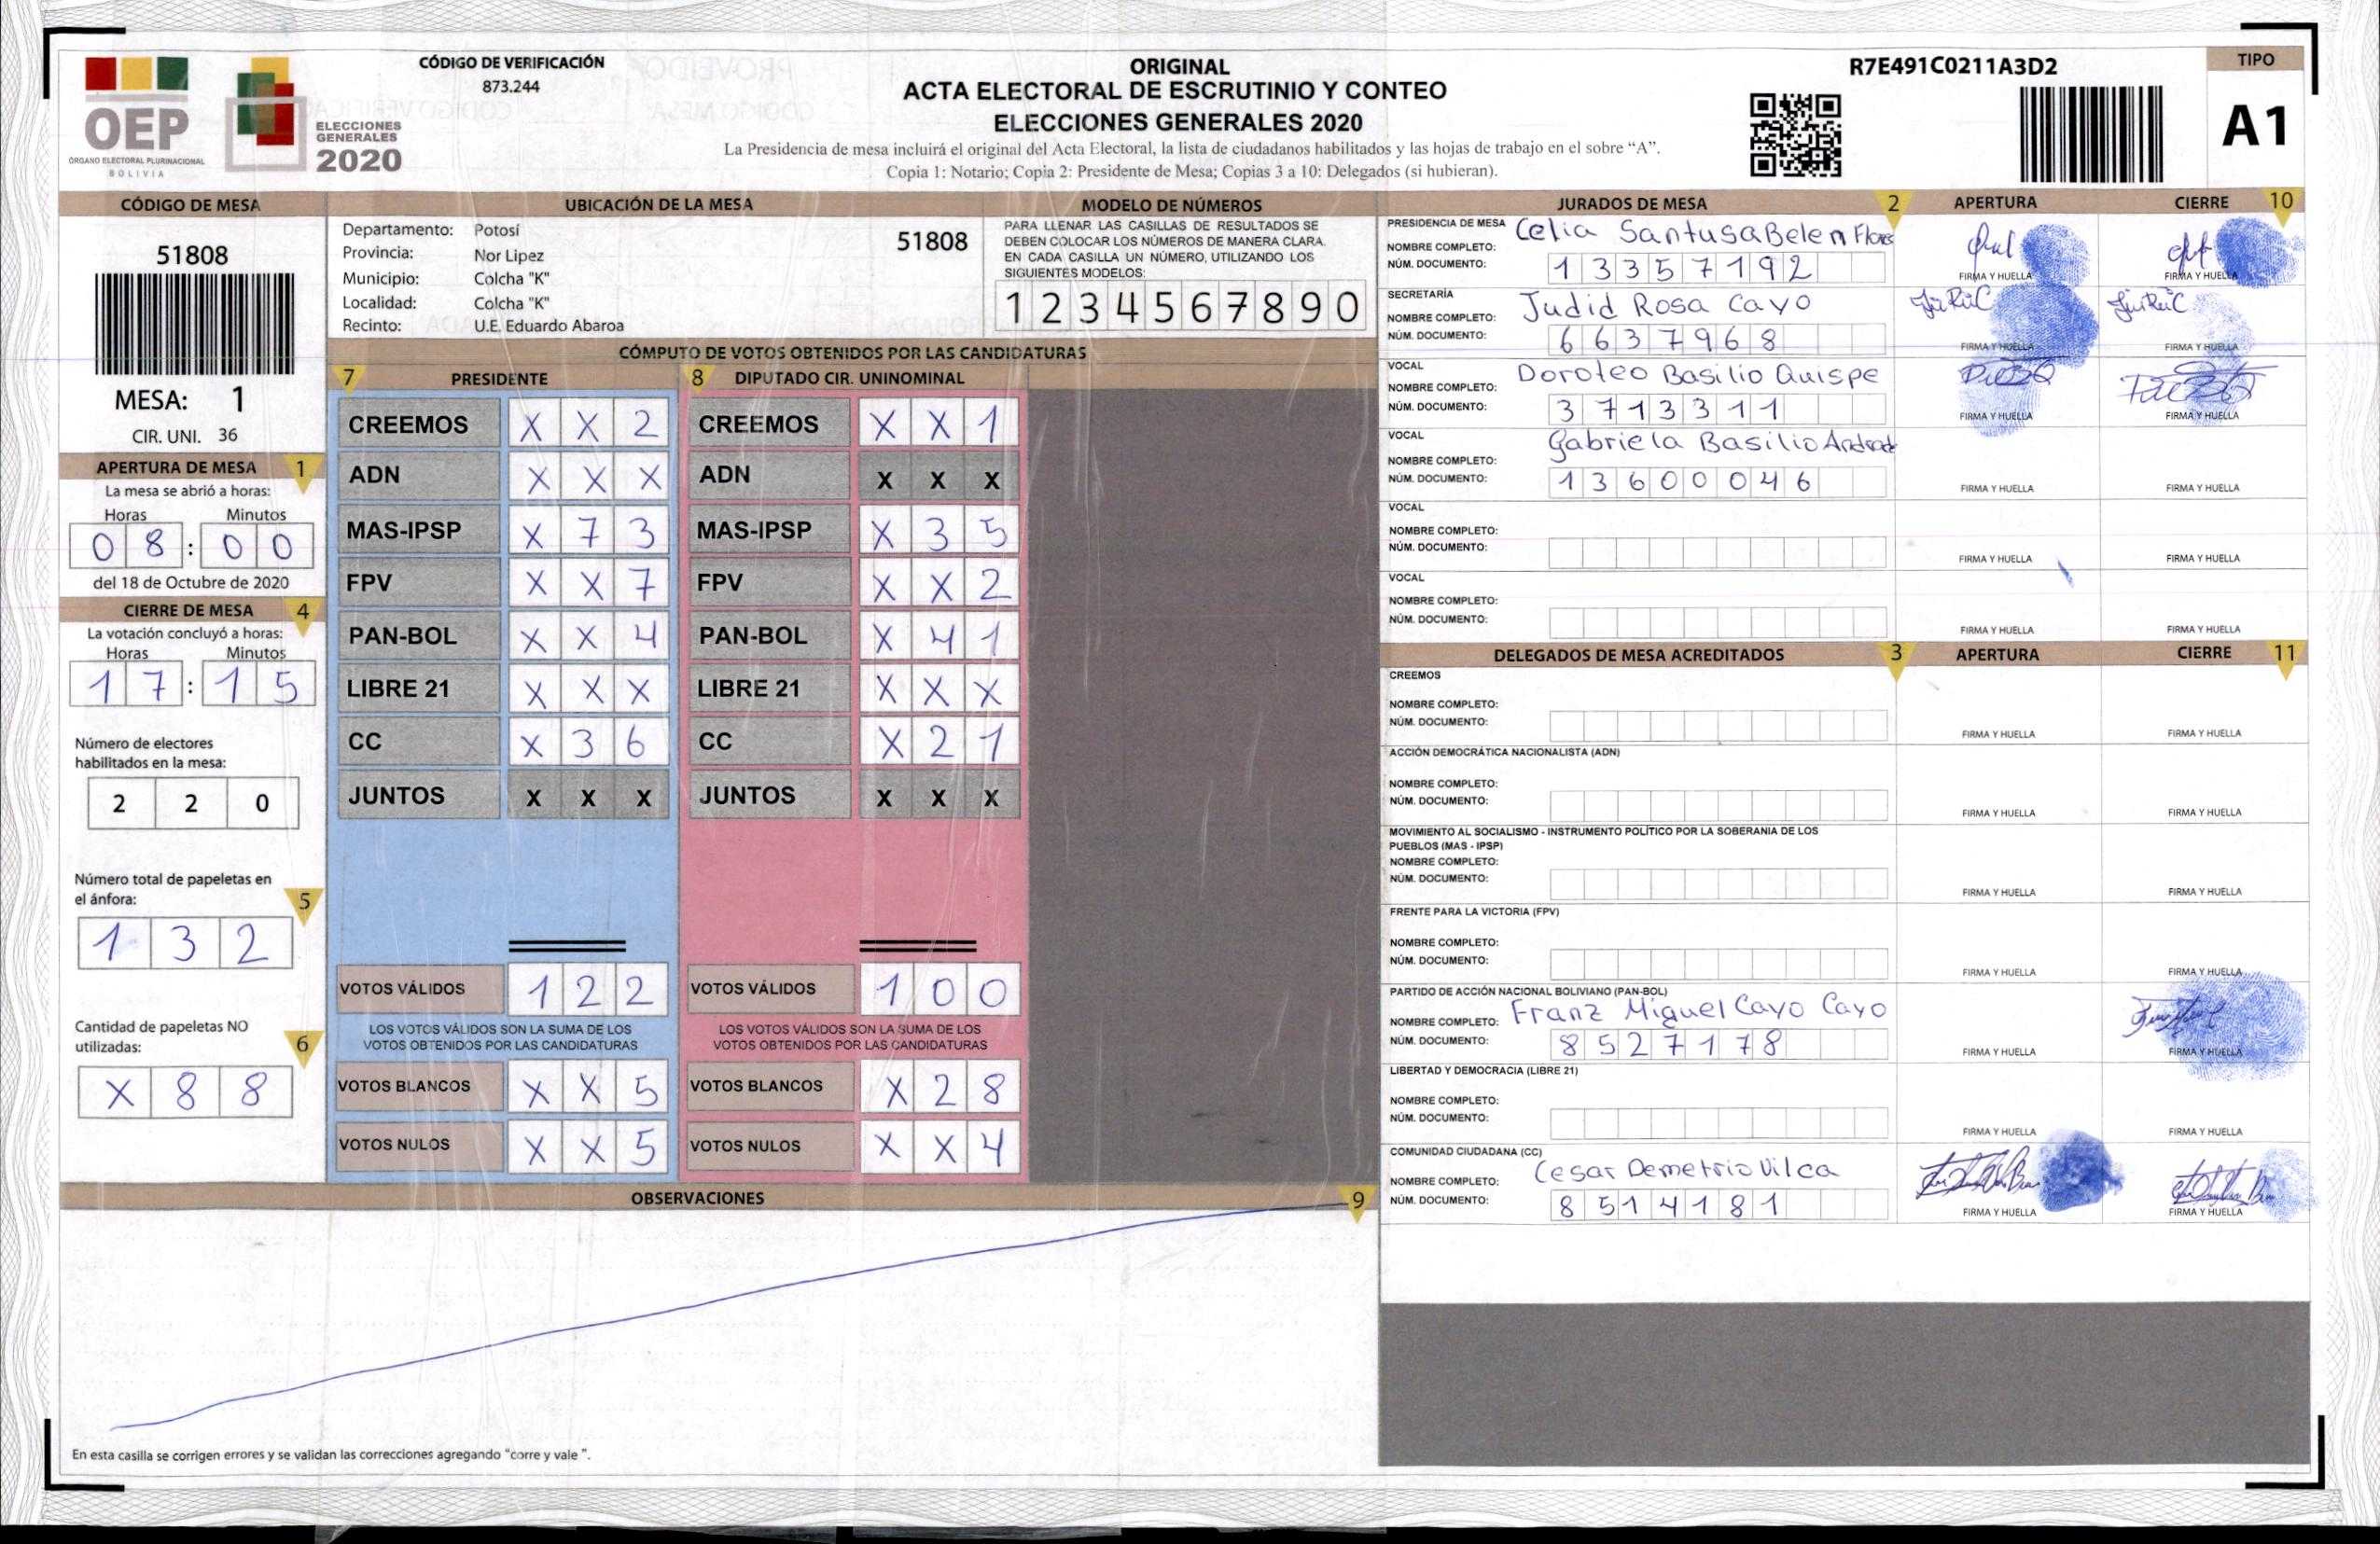 OEP
ÓRGANO ELECTORAL PLURINACIONAL
BOLIVIA
ELECCIONES
GENERALES
2020
CÓDIGO DE VERIFICACIÓN
873.244
ORIGINAL
ACTA ELECTORAL DE ESCRUTINIO Y CONTEO
ELECCIONES GENERALES 2020
La Presidencia de mesa incluirá el original del Acta Electoral, la lista de ciudadanos habilitados y las hojas de trabajo en el sobre “A”.
Copia 1: Notario; Copia 2: Presidente de Mesa; Copias 3 a 10: Delegados (si hubieran).
R7E491C0211A3D2
TIPO
A1
CÓDIGO DE MESA
51808
MESA: 1
CIR. UNI. 36
APERTURA DE MESA 1
La mesa se abrió a horas:
Horas Minutos
0 8 : 0 0
del 18 de Octubre de 2020
CIERRE DE MESA 4
La votación concluyó a horas:
Horas Minutos
1 7 : 1 5
Número de electores
habilitados en la mesa:
2 2 0
Número total de papeletas en
el ánfora: 5
1 3 2
Cantidad de papeletas NO
utilizadas: 6
X 8 8
UBICACIÓN DE LA MESA
Departamento: Potosí
Provincia: Nor Lipez
Municipio: Colcha "K"
Localidad: Colcha "K"
Recinto: U.E. Eduardo Abaroa
51808
MODELO DE NÚMEROS
PARA LLENAR LAS CASILLAS DE RESULTADOS SE
DEBEN COLOCAR LOS NÚMEROS DE MANERA CLARA.
EN CADA CASILLA UN NÚMERO, UTILIZANDO LOS
SIGUIENTES MODELOS:
1 2 3 4 5 6 7 8 9 0
CÓMPUTO DE VOTOS OBTENIDOS POR LAS CANDIDATURAS
7 PRESIDENTE
CREEMOS X X 2
ADN X X X
MAS-IPSP X 7 3
FPV X X 7
PAN-BOL X X 4
LIBRE 21 X X X
CC X 3 6
JUNTOS X X X
VOTOS VÁLIDOS 1 2 2
LOS VOTOS VÁLIDOS SON LA SUMA DE LOS
VOTOS OBTENIDOS POR LAS CANDIDATURAS
VOTOS BLANCOS X X 5
VOTOS NULOS X X 5
8 DIPUTADO CIR. UNINOMINAL
CREEMOS X X 1
ADN X X X
MAS-IPSP X 3 5
FPV X X 2
PAN-BOL X 4 1
LIBRE 21 X X X
CC X 2 1
JUNTOS X X X
VOTOS VÁLIDOS 1 0 0
LOS VOTOS VÁLIDOS SON LA SUMA DE LOS
VOTOS OBTENIDOS POR LAS CANDIDATURAS
VOTOS BLANCOS X 2 8
VOTOS NULOS X X 4
OBSERVACIONES 9
En esta casilla se corrigen errores y se validan las correcciones agregando “corre y vale ”.
JURADOS DE MESA 2 APERTURA CIERRE 10
PRESIDENCIA DE MESA
NOMBRE COMPLETO: Celia Santusa Belen Flores
NÚM. DOCUMENTO: 1 3 3 5 7 1 9 2
FIRMA Y HUELLA FIRMA Y HUELLA
SECRETARÍA
NOMBRE COMPLETO: Judid Rosa Cayo
NÚM. DOCUMENTO: 6 6 3 7 9 6 8
FIRMA Y HUELLA FIRMA Y HUELLA
VOCAL
NOMBRE COMPLETO: Doroteo Basilio Quispe
NÚM. DOCUMENTO: 3 7 1 3 3 1 1
FIRMA Y HUELLA FIRMA Y HUELLA
VOCAL
NOMBRE COMPLETO: Gabriela Basilio Andrade
NÚM. DOCUMENTO: 1 3 6 0 0 0 4 6
FIRMA Y HUELLA FIRMA Y HUELLA
VOCAL
NOMBRE COMPLETO:
NÚM. DOCUMENTO:
FIRMA Y HUELLA FIRMA Y HUELLA
VOCAL
NOMBRE COMPLETO:
NÚM. DOCUMENTO:
FIRMA Y HUELLA FIRMA Y HUELLA
DELEGADOS DE MESA ACREDITADOS 3 APERTURA CIERRE 11
CREEMOS
NOMBRE COMPLETO:
NÚM. DOCUMENTO:
FIRMA Y HUELLA FIRMA Y HUELLA
ACCIÓN DEMOCRÁTICA NACIONALISTA (ADN)
NOMBRE COMPLETO:
NÚM. DOCUMENTO:
FIRMA Y HUELLA FIRMA Y HUELLA
MOVIMIENTO AL SOCIALISMO - INSTRUMENTO POLÍTICO POR LA SOBERANIA DE LOS
PUEBLOS (MAS - IPSP)
NOMBRE COMPLETO:
NÚM. DOCUMENTO:
FIRMA Y HUELLA FIRMA Y HUELLA
FRENTE PARA LA VICTORIA (FPV)
NOMBRE COMPLETO:
NÚM. DOCUMENTO:
FIRMA Y HUELLA FIRMA Y HUELLA
PARTIDO DE ACCIÓN NACIONAL BOLIVIANO (PAN-BOL)
NOMBRE COMPLETO: Franz Miguel Cayo Cayo
NÚM. DOCUMENTO: 8 5 2 7 1 7 8
FIRMA Y HUELLA FIRMA Y HUELLA
LIBERTAD Y DEMOCRACIA (LIBRE 21)
NOMBRE COMPLETO:
NÚM. DOCUMENTO:
FIRMA Y HUELLA FIRMA Y HUELLA
COMUNIDAD CIUDADANA (CC)
NOMBRE COMPLETO: Cesar Demetrio Vilca
NÚM. DOCUMENTO: 8 5 1 4 1 8 1
FIRMA Y HUELLA FIRMA Y HUELLA